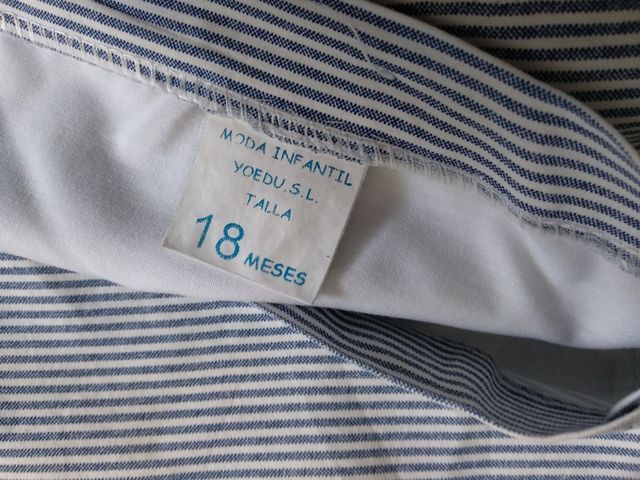 MODA INFANTIL
YOEDU.S.L.
TALLA
18 MESES